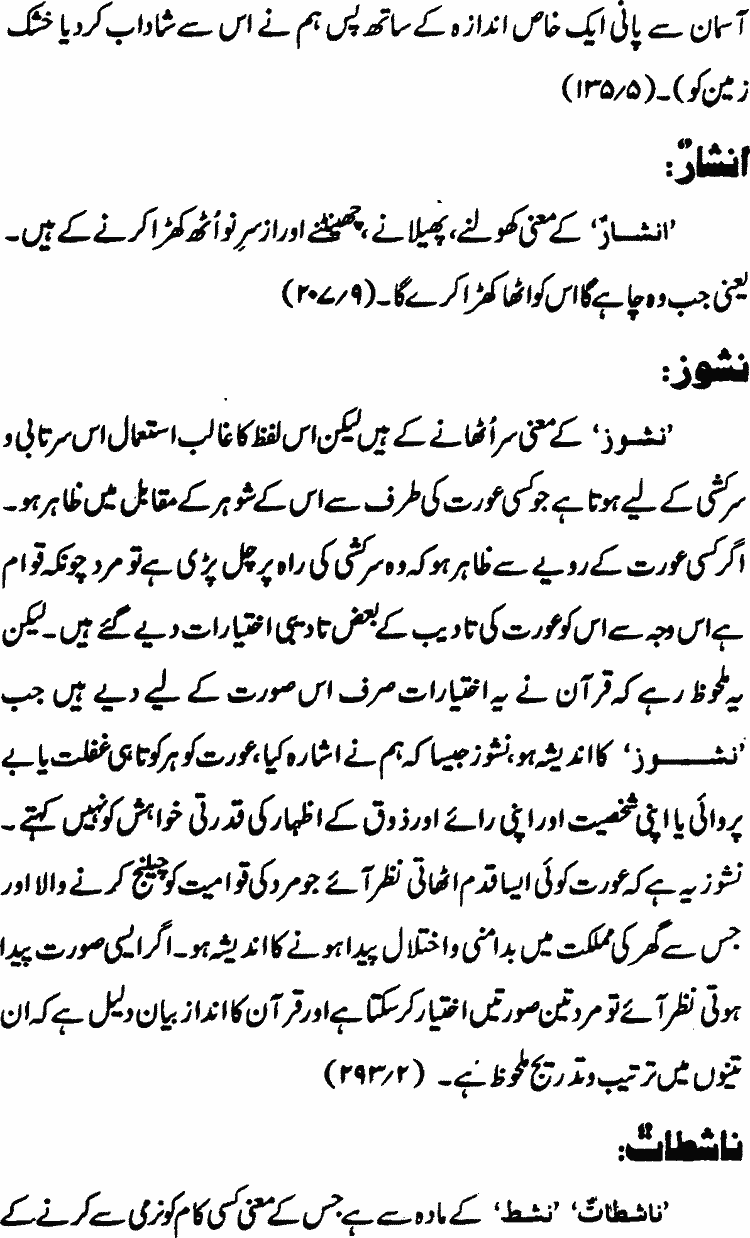 آسمان سے پانی ایک خاص اندازہ کے ساتھ پس ہم نے اس سے شاداب کر دیا خشک
زمین کو)۔(۱۳۵/۵)
انشارٌ:
’انشارٌ‘ کے معنی کھولنے، پھیلانے، چھینٹنے اور از سرِ نو اُٹھ کھڑا کرنے کے ہیں۔
یعنی جب وہ چاہے گا اس کو اٹھا کھڑا کرے گا۔(۲۰۷/۹)
نشوز:
’نشوز‘ کے معنی سر اُٹھانے کے ہیں لیکن اس لفظ کا غالب استعمال اس سرتابی و
سرکشی کے لیے ہوتا ہے جو کسی عورت کی طرف سے اس کے شوہر کے مقابل میں ظاہر ہو۔
اگر کسی عورت کے رویے سے ظاہر ہو کہ وہ سرکشی کی راہ پر چل پڑی ہے تو مرد چونکہ قوام
ہے اس وجہ سے اس کو عورت کی تادیب کے بعض تادیبی اختیارات دیے گئے ہیں۔ لیکن
یہ ملحوظ رہے کہ قرآن نے یہ اختیارات صرف اس صورت کے لیے دیے ہیں جب
’نشوز‘ کا اندیشہ ہو، نشوز جیسا کہ ہم نے اشارہ کیا، عورت کو ہر کوتاہی غفلت یا بے
پروائی یا اپنی شخصیت اور اپنی رائے اور ذوق کے اظہار کی قدرتی خواہش کو نہیں کہتے۔
نشوز یہ ہے کہ عورت کوئی ایسا قدم اٹھاتی نظر آئے جو مرد کی قوامیت کو چیلنج کرنے والا اور
جس سے گھر کی مملکت میں بدامنی و اختلال پیدا ہونے کا اندیشہ ہو۔ اگر ایسی صورت پیدا
ہوتی نظر آئے تو مرد تین صورتیں اختیار کر سکتا ہے اور قرآن کا انداز بیان دلیل ہے کہ ان
تینوں میں ترتیب و تدریج ملحوظ ہے۔ (۲۹۳/۲)
ناشطاتٌ:
’ناشطاتٌ‘ ’نشط‘ کے مادہ سے ہے جس کے معنی کسی کام کو نرمی سے کرنے کے